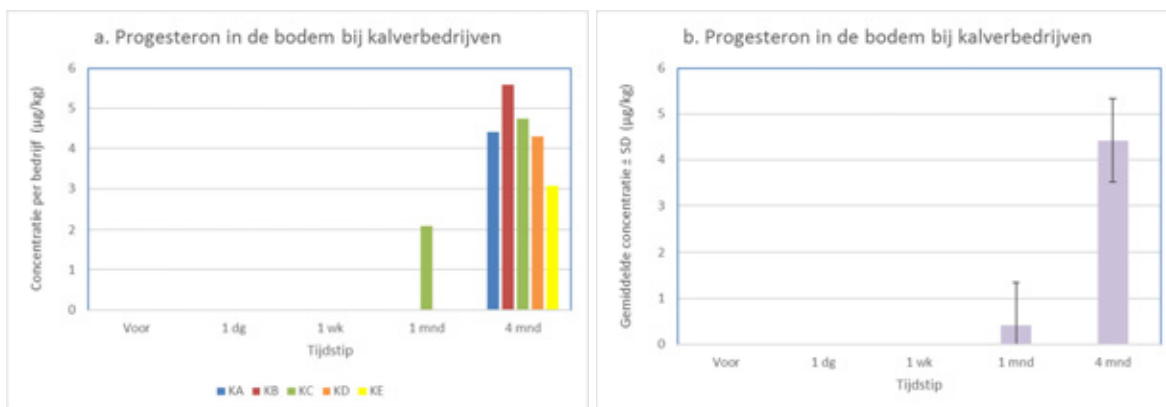 a. Progesteron in de bodem bij kalverbedrijven
Concentratie per bedrijf (µg/kg)
6
5
4
3
2
1
0
Voor 1 dg 1 wk 1 mnd 4 mnd
Tijdstip
KA KB KC KD KE
b. Progesteron in de bodem bij kalverbedrijven
Gemiddelde concentratie ± SD (µg/kg)
6
5
4
3
2
1
0
Voor 1 dg 1 wk 1 mnd 4 mnd
Tijdstip